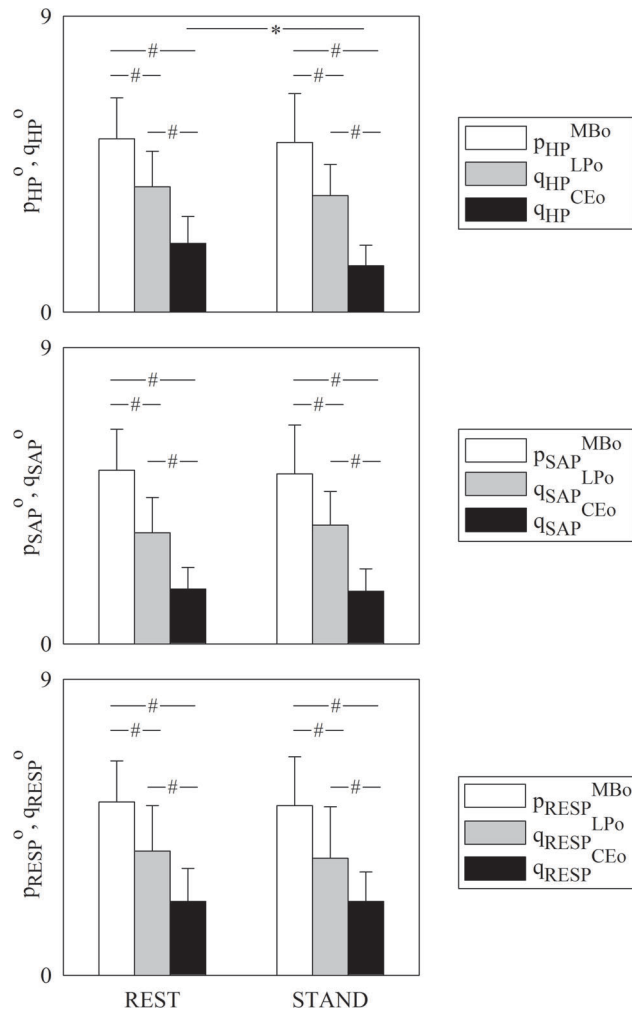 9
*
# #
# #
# #
p_HP^o, q_HP^o
0
p_HP^MBo
q_HP^LPo
q_HP^CEo
9
# #
# #
# #
p_SAP^o, q_SAP^o
0
p_SAP^MBo
q_SAP^LPo
q_SAP^CEo
9
# #
# #
# #
p_RESP^o, q_RESP^o
0
p_RESP^MBo
q_RESP^LPo
q_RESP^CEo
REST STAND